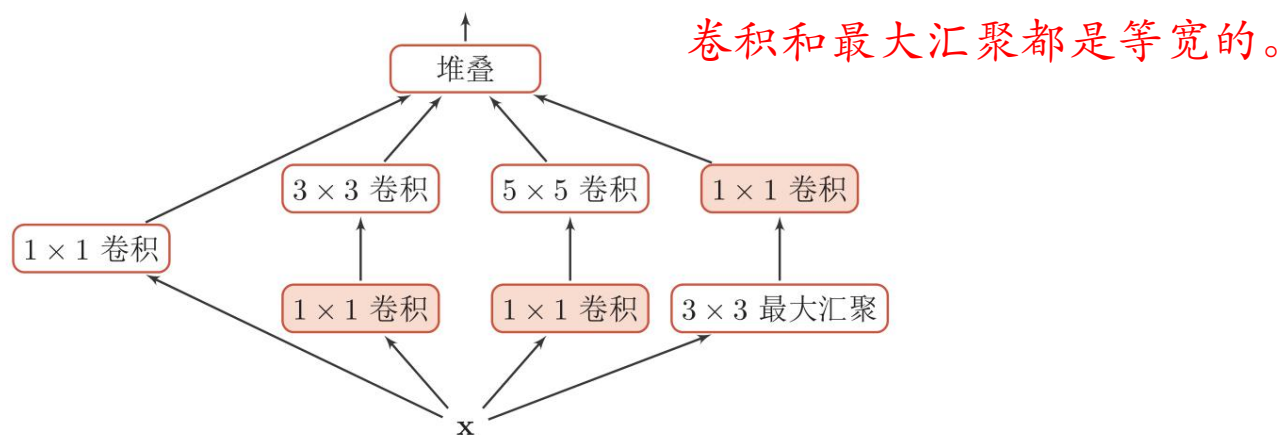 卷积和最大汇聚都是等宽的。
堆叠
3 × 3 卷积
5 × 5 卷积
1 × 1 卷积
1 × 1 卷积
1 × 1 卷积
1 × 1 卷积
3 × 3 最大汇聚
x